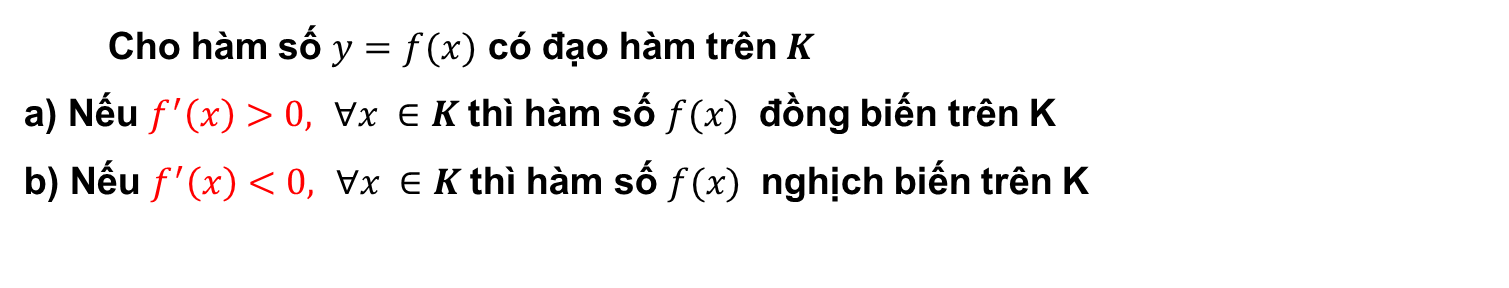 Cho hàm số y = f(x) có đạo hàm trên K
a) Nếu f′(x) > 0, ∀x ∈ K thì hàm số f(x) đồng biến trên K
b) Nếu f′(x) < 0, ∀x ∈ K thì hàm số f(x) nghịch biến trên K